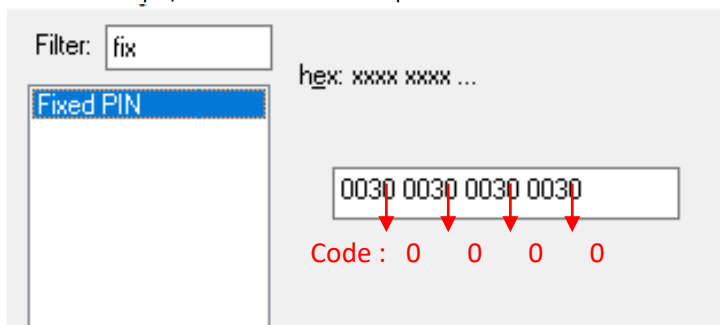 Filter: fix
hex: xxxx xxxx ...
Fixed PIN
0030 0030 0030 0030
Code : 0 0 0 0